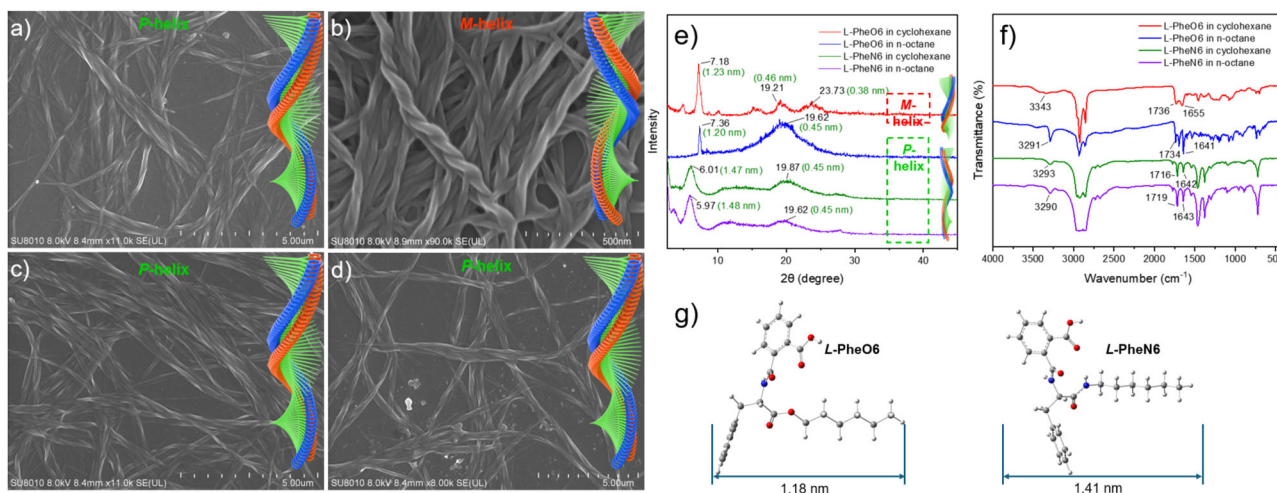 a)
P-helix
SU8010 8.0kV 8.4mm x11.0k SE(UL)
5.00um
b)
M-helix
SU8010 8.0kV 8.9mm x90.0k SE(UL)
500nm
c)
P-helix
SU8010 8.0kV 8.4mm x11.0k SE(UL)
5.00um
d)
P-helix
SU8010 8.0kV 8.4mm x8.00k SE(UL)
5.00um
e)
L-PheO6 in cyclohexane
L-PheO6 in n-octane
L-PheN6 in cyclohexane
L-PheN6 in n-octane
7.18
(1.23 nm)
(0.46 nm)
19.21
23.73 (0.38 nm)
M-
helix
7.36
(1.20 nm)
19.62
(0.45 nm)
P-
helix
6.01 (1.47 nm)
19.87 (0.45 nm)
5.97 (1.48 nm)
19.62 (0.45 nm)
Intensity
10 20 30 40
2θ (degree)
f)
L-PheO6 in cyclohexane
L-PheO6 in n-octane
L-PheN6 in cyclohexane
L-PheN6 in n-octane
3343
1736
1655
3291
1734
1641
3293
1716
1642
3290
1719
1643
Transmittance (%)
4000 3500 3000 2500 2000 1500 1000 500
Wavenumber (cm⁻¹)
g)
L-PheO6
L-PheN6
1.18 nm
1.41 nm